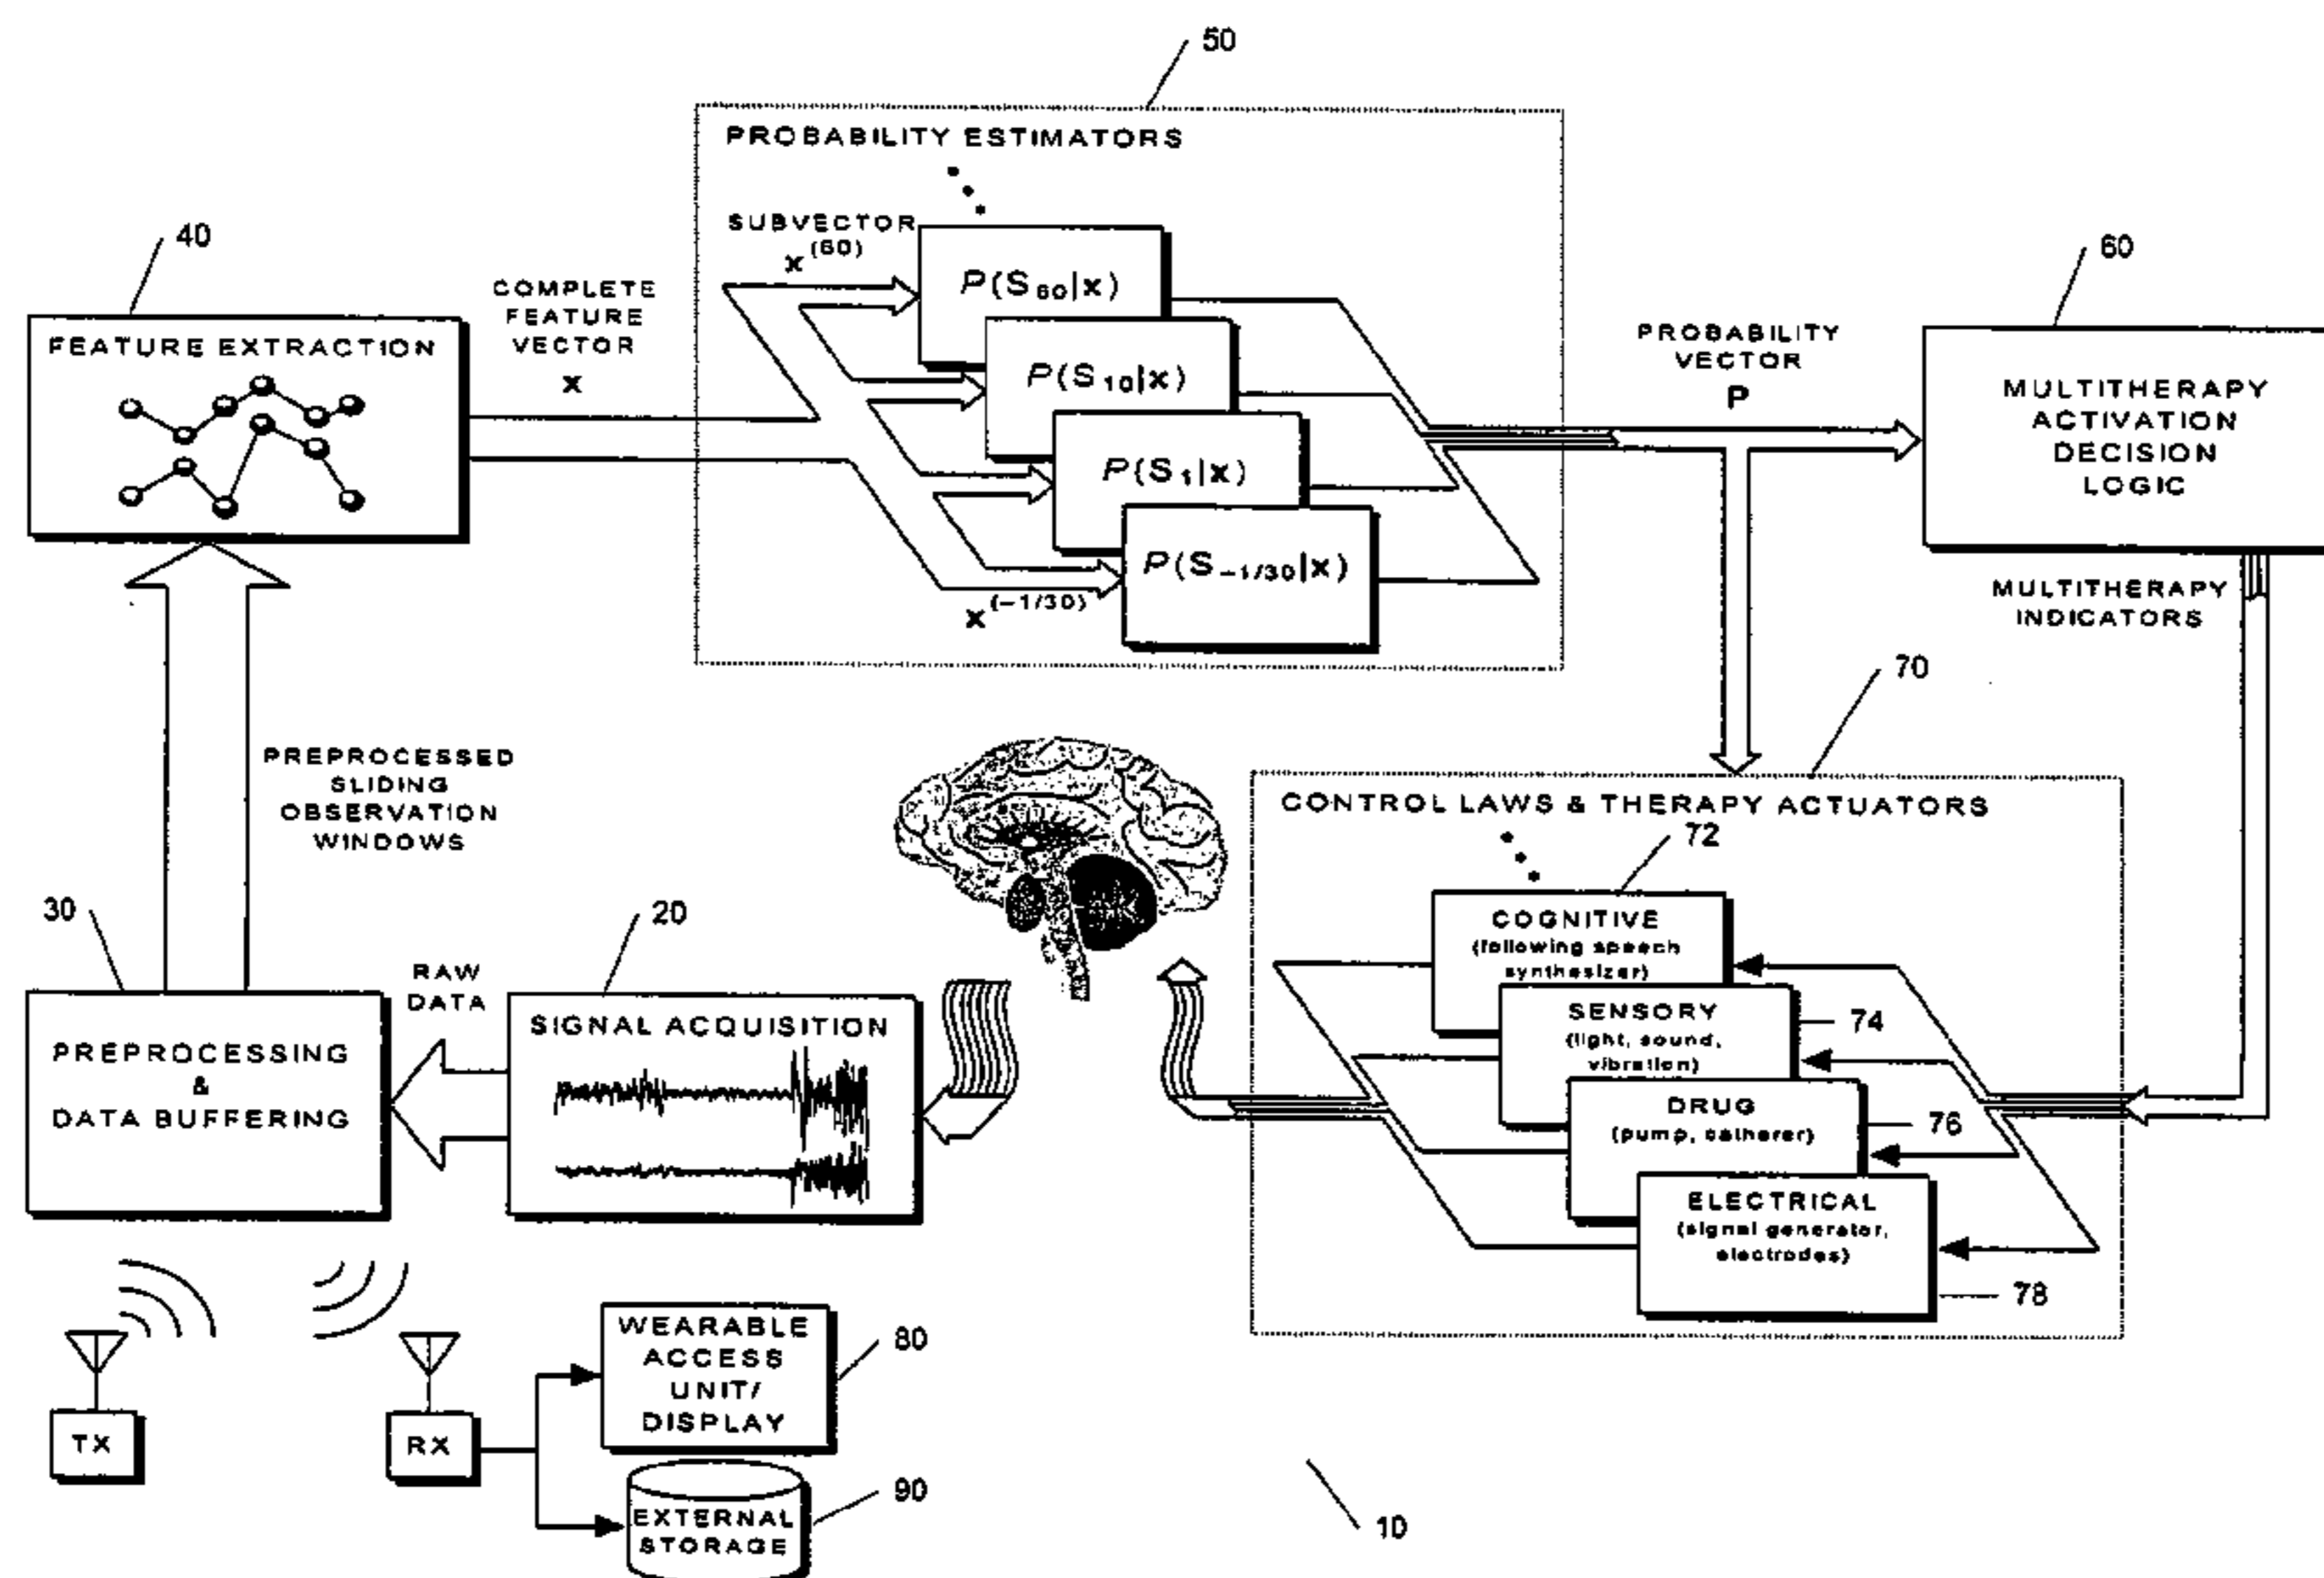 50
PROBABILITY ESTIMATORS
SUBVECTOR
x(60)
P(S60|x)
P(S10|x)
P(S1|x)
P(S-1/30|x)
x(-1/30)
40
FEATURE EXTRACTION
COMPLETE
FEATURE
VECTOR
X
PROBABILITY
VECTOR
P
60
MULTITHERAPY
ACTIVATION
DECISION
LOGIC
MULTITHERAPY
INDICATORS
PREPROCESSED
SLIDING
OBSERVATION
WINDOWS
70
CONTROL LAWS & THERAPY ACTUATORS
72
COGNITIVE
(following speech
synthesizer)
SENSORY
(light, sound,
vibration)
74
DRUG
(pump, catherer)
76
ELECTRICAL
(signal generator,
electrodes)
78
30
PREPROCESSING
&
DATA BUFFERING
RAW
DATA
20
SIGNAL ACQUISITION
TX
RX
WEARABLE
ACCESS
UNIT/
DISPLAY
80
EXTERNAL
STORAGE
90
10